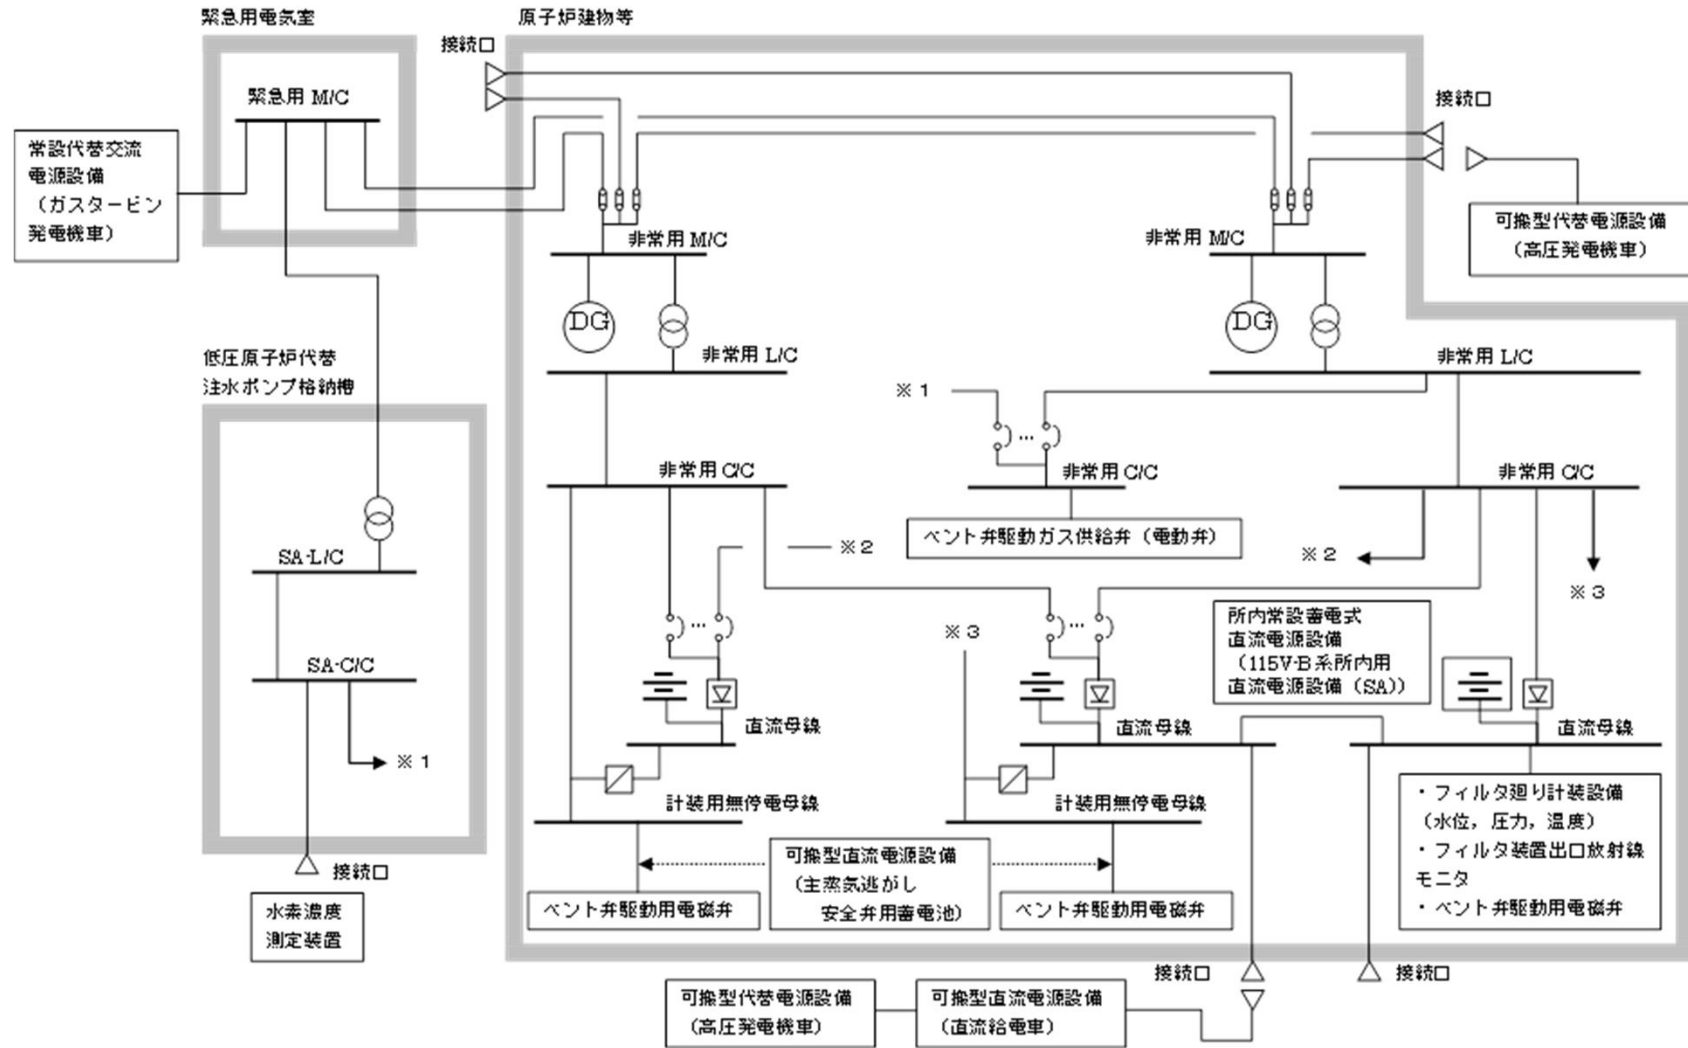 緊急用電気室
原子炉建物等
接続口
緊急用 M/C
接続口
常設代替交流
電源設備
（ガスタービン
発電機車）
可搬型代替電源設備
（高圧発電機車）
非常用 M/C
非常用 M/C
DG
DG
低圧原子炉代替
注水ポンプ格納槽
非常用 L/C
非常用 L/C
※1
…
非常用 C/C
非常用 C/C
非常用 C/C
ベント弁駆動ガス供給弁（電動弁）
※2
※2
※3
SA-L/C
…
…
※3
所内常設蓄電式
直流電源設備
（115V-B 系所内用
直流電源設備（SA））
SA-C/C
直流母線
直流母線
直流母線
※1
計装用無停電母線
計装用無停電母線
・フィルタ廻り計装設備
（水位，圧力，温度）
・フィルタ装置出口放射線
モニタ
・ベント弁駆動用電磁弁
可搬型直流電源設備
（主蒸気逃がし
安全弁用蓄電池）
接続口
ベント弁駆動用電磁弁
ベント弁駆動用電磁弁
水素濃度
測定装置
接続口
接続口
可搬型代替電源設備
（高圧発電機車）
可搬型直流電源設備
（直流給電車）